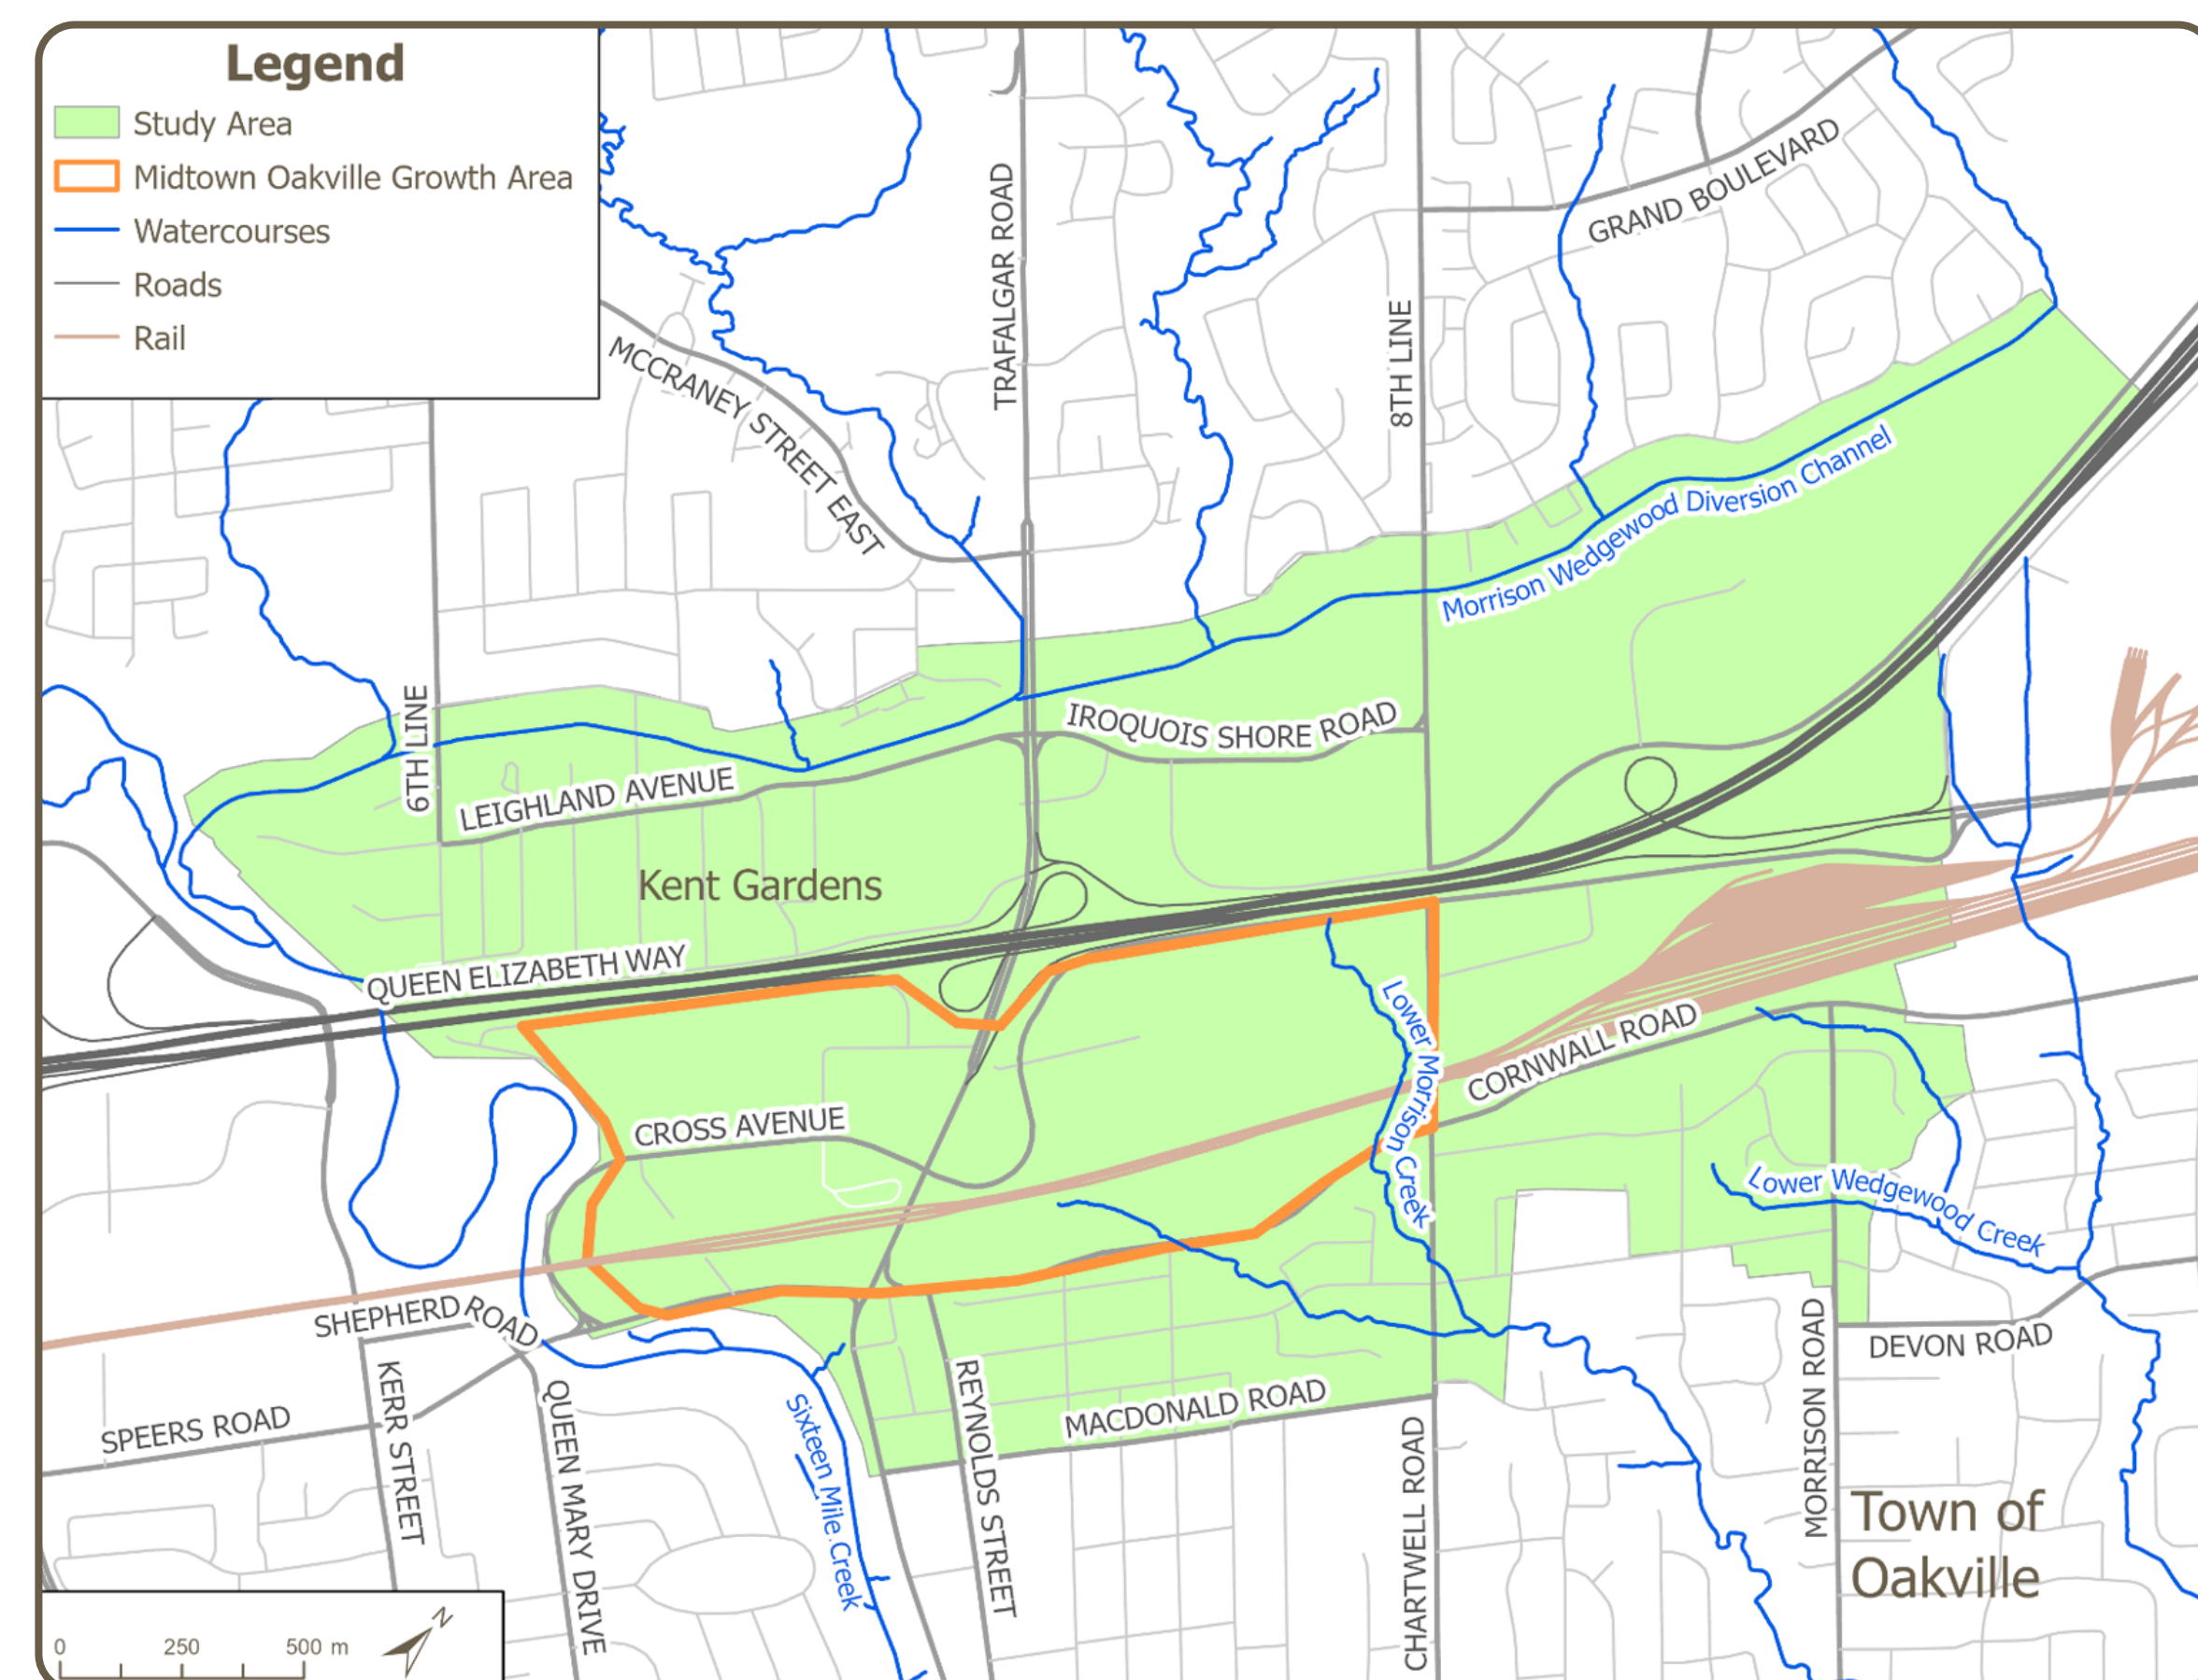 Legend
Study Area
Midtown Oakville Growth Area
Watercourses
Roads
Rail
TRAFALGAR ROAD
GRAND BOULEVARD
8TH LINE
MCCRANEY STREET EAST
Morrison Wedgewood Diversion Channel
6TH LINE
IROQUOIS SHORE ROAD
LEIGHLAND AVENUE
Kent Gardens
QUEEN ELIZABETH WAY
Lower Morrison Creek
CORNWALL ROAD
CROSS AVENUE
Lower Wedgewood Creek
SHEPHERD ROAD
DEVON ROAD
SPEERS ROAD
KERR STREET
QUEEN MARY DRIVE
Sixteen Mile Creek
REYNOLDS STREET
MACDONALD ROAD
CHARTWELL ROAD
MORRISON ROAD
Town of
Oakville
N
0 250 500 m